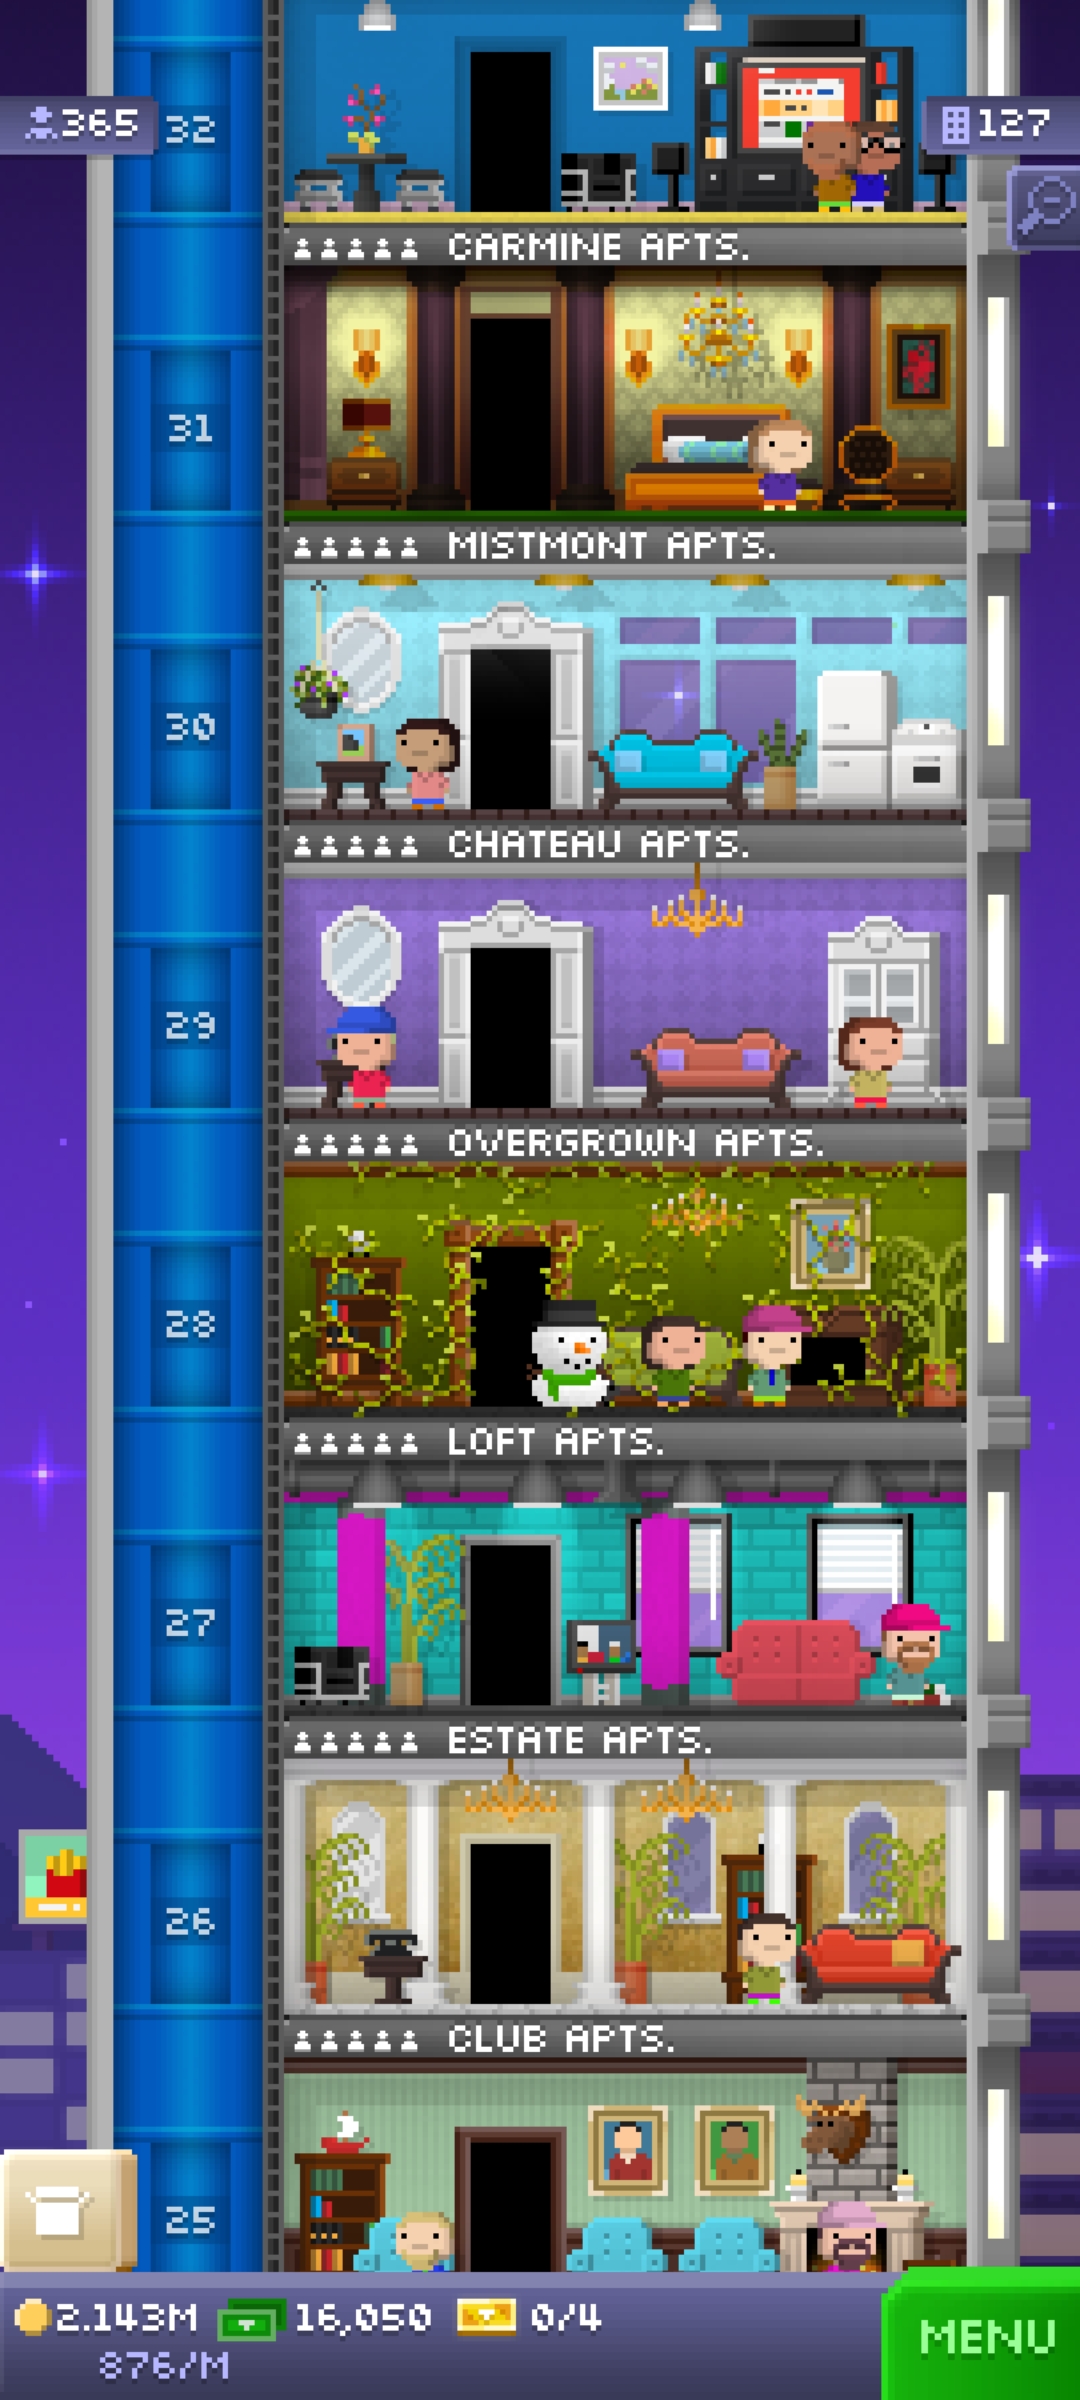 365
32
127
CARMINE APTS.
31
MISTMONT APTS.
30
CHATEAU APTS.
29
OVERGROWN APTS.
28
LOFT APTS.
27
ESTATE APTS.
26
CLUB APTS.
25
2.143M 16,050 0/4
876/M
MENU